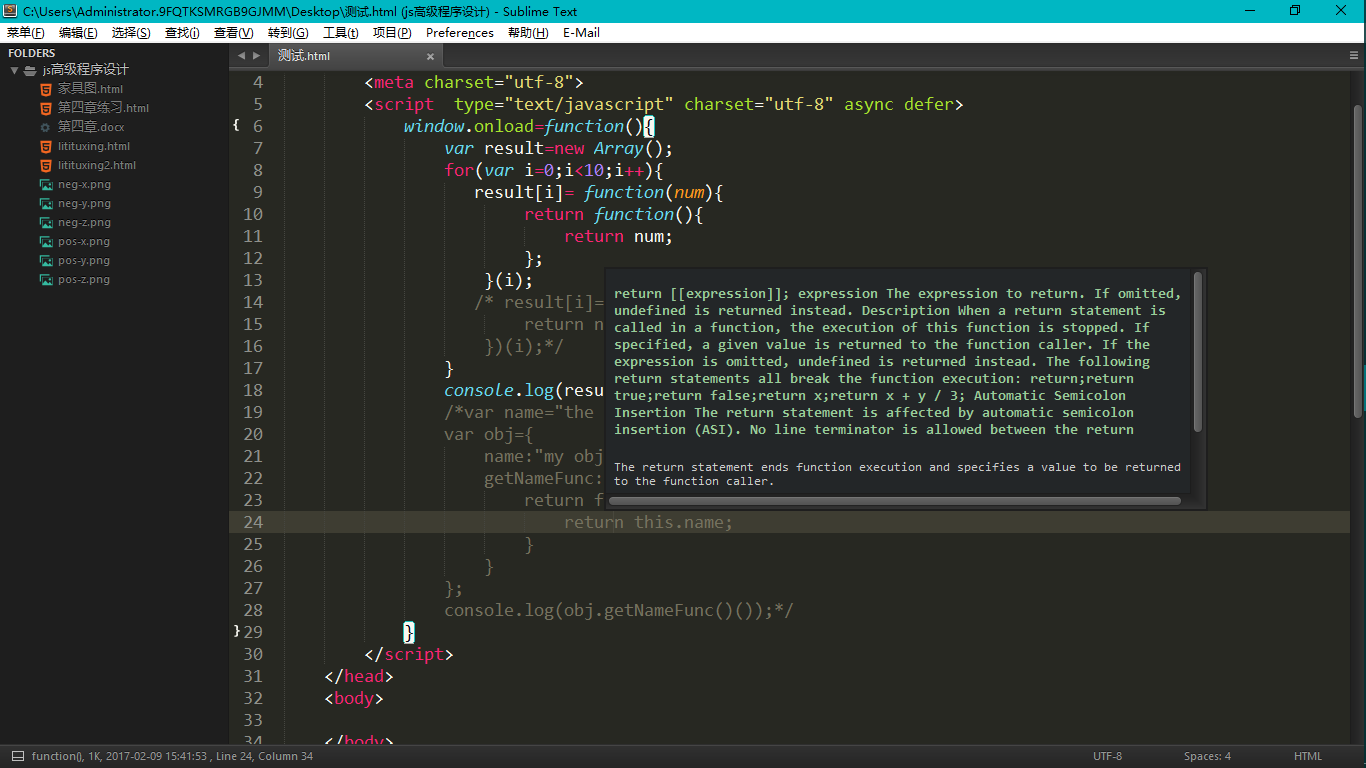 C:\Users\Administrator.9FQTKSMRGB9GJMM\Desktop\测试.html (js高级程序设计) - Sublime Text
菜单(F) 编辑(E) 选择(S) 查找(i) 查看(V) 转到(G) 工具(t) 项目(P) Preferences 帮助(H) E-Mail
FOLDERS
js高级程序设计
家具图.html
第四章练习.html
第四章.docx
litituxing.html
litituxing2.html
neg-x.png
neg-y.png
neg-z.png
pos-x.png
pos-y.png
pos-z.png
测试.html
4 <meta charset="utf-8">
5 <script  type="text/javascript" charset="utf-8" async defer>
{ 6 window.onload=function(){
7 var result=new Array();
8 for(var i=0;i<10;i++){
9 result[i]= function(num){
10 return function(){
11 return num;
12 };
13 }(i);
14 /* result[i]=
15 return n
16 })(i);*/
17 }
18 console.log(resu
19 /*var name="the
20 var obj={
21 name:"my obj
22 getNameFunc:
23 return f
24 return this.name;
25 }
26 }
27 };
28 console.log(obj.getNameFunc()());*/
} 29 }
30 </script>
31 </head>
32 <body>
33
34 </body>
return [[expression]]; expression The expression to return. If omitted,
undefined is returned instead. Description When a return statement is
called in a function, the execution of this function is stopped. If
specified, a given value is returned to the function caller. If the
expression is omitted, undefined is returned instead. The following
return statements all break the function execution: return;return
true;return false;return x;return x + y / 3; Automatic Semicolon
Insertion The return statement is affected by automatic semicolon
insertion (ASI). No line terminator is allowed between the return
The return statement ends function execution and specifies a value to be returned
to the function caller.
function(), 1K, 2017-02-09 15:41:53 , Line 24, Column 34 UTF-8 Spaces: 4 HTML